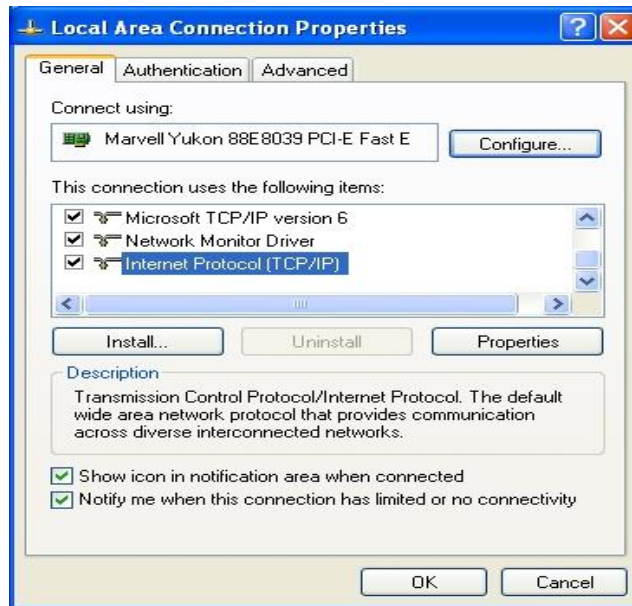 Local Area Connection Properties
General Authentication Advanced
Connect using:
Marvell Yukon 88E8039 PCI-E Fast E
Configure...
This connection uses the following items:
Microsoft TCP/IP version 6
Network Monitor Driver
Internet Protocol (TCP/IP)
Install... Uninstall Properties
Description
Transmission Control Protocol/Internet Protocol. The default
wide area network protocol that provides communication
across diverse interconnected networks.
Show icon in notification area when connected
Notify me when this connection has limited or no connectivity
OK Cancel